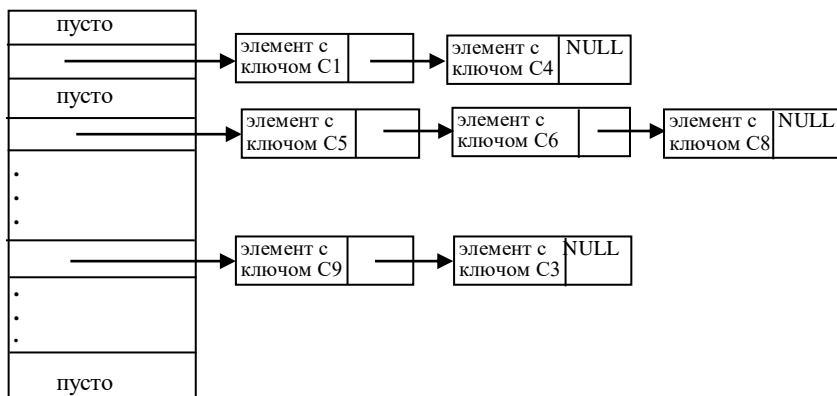 пусто
элемент с
ключом C1
элемент с
ключом C4
NULL
пусто
элемент с
ключом C5
элемент с
ключом C6
элемент с
ключом C8
NULL
элемент с
ключом C9
элемент с
ключом C3
NULL
пусто